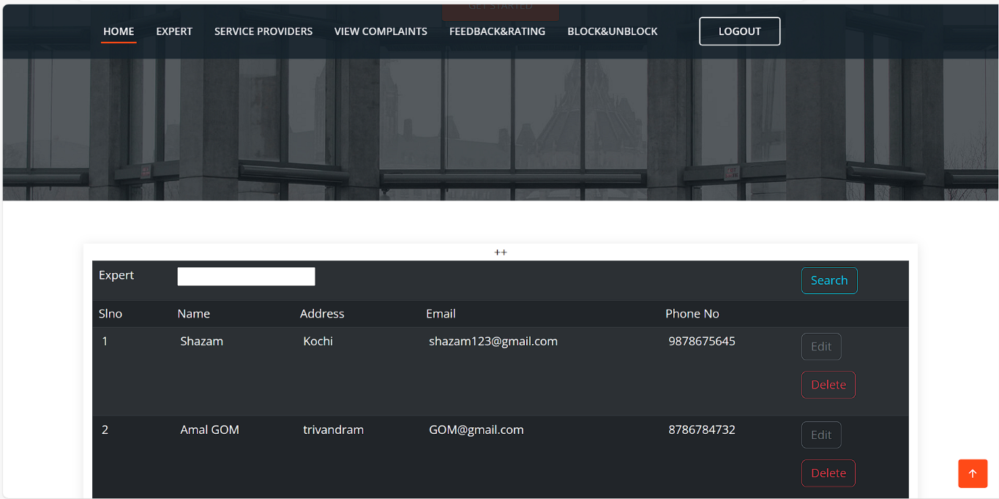 GET STARTED
HOME EXPERT SERVICE PROVIDERS VIEW COMPLAINTS FEEDBACK&RATING BLOCK&UNBLOCK LOGOUT
++
Expert Search
Slno Name Address Email Phone No
1 Shazam Kochi shazam123@gmail.com 9878675645 Edit
Delete
2 Amal GOM trivandram GOM@gmail.com 8786784732 Edit
Delete